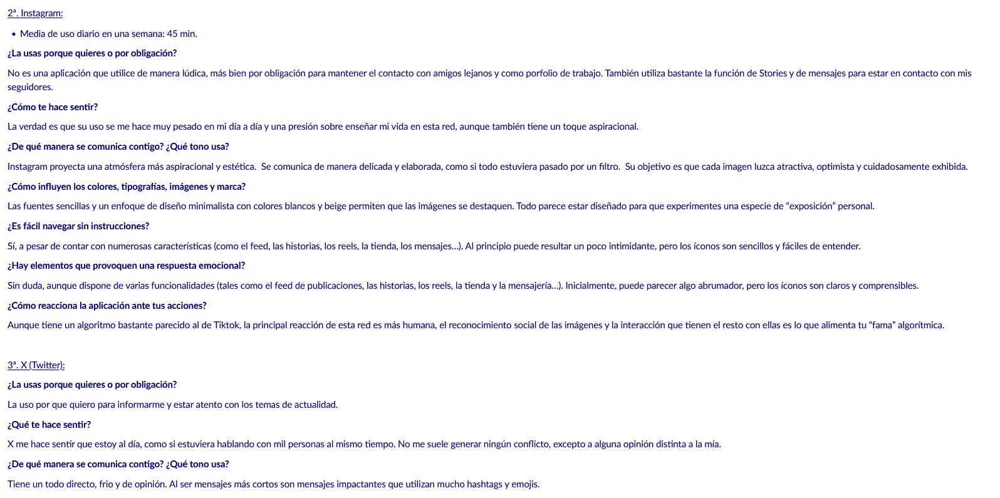 2ª. Instagram:
• Media de uso diario en una semana: 45 min.
¿La usas porque quieres o por obligación?
No es una aplicación que utilice de manera lúdica, más bien por obligación para mantener el contacto con amigos lejanos y como porfolio de trabajo. También utiliza bastante la función de Stories y de mensajes para estar en contacto con mis
seguidores.
¿Cómo te hace sentir?
La verdad es que su uso se me hace muy pesado en mi día a día y una presión sobre enseñar mi vida en esta red, aunque también tiene un toque aspiracional.
¿De qué manera se comunica contigo? ¿Qué tono usa?
Instagram proyecta una atmósfera más aspiracional y estética.  Se comunica de manera delicada y elaborada, como si todo estuviera pasado por un filtro.  Su objetivo es que cada imagen luzca atractiva, optimista y cuidadosamente exhibida.
¿Cómo influyen los colores, tipografías, imágenes y marca?
Las fuentes sencillas y un enfoque de diseño minimalista con colores blancos y beige permiten que las imágenes se destaquen. Todo parece estar diseñado para que experimentes una especie de “exposición” personal.
¿Es fácil navegar sin instrucciones?
Sí, a pesar de contar con numerosas características (como el feed, las historias, los reels, la tienda, los mensajes...). Al principio puede resultar un poco intimidante, pero los íconos son sencillos y fáciles de entender.
¿Hay elementos que provoquen una respuesta emocional?
Sin duda, aunque dispone de varias funcionalidades (tales como el feed de publicaciones, las historias, los reels, la tienda y la mensajería...). Inicialmente, puede parecer algo abrumador, pero los íconos son claros y comprensibles.
¿Cómo reacciona la aplicación ante tus acciones?
Aunque tiene un algoritmo bastante parecido al de Tiktok, la principal reacción de esta red es más humana, el reconocimiento social de las imágenes y la interacción que tienen el resto con ellas es lo que alimenta tu “fama” algorítmica.
3ª. X (Twitter):
¿La usas porque quieres o por obligación?
La uso por que quiero para informarme y estar atento con los temas de actualidad.
¿Qué te hace sentir?
X me hace sentir que estoy al día, como si estuviera hablando con mil personas al mismo tiempo. No me suele generar ningún conflicto, excepto a alguna opinión distinta a la mía.
¿De qué manera se comunica contigo? ¿Qué tono usa?
Tiene un todo directo, frio y de opinión. Al ser mensajes más cortos son mensajes impactantes que utilizan mucho hashtags y emojis.